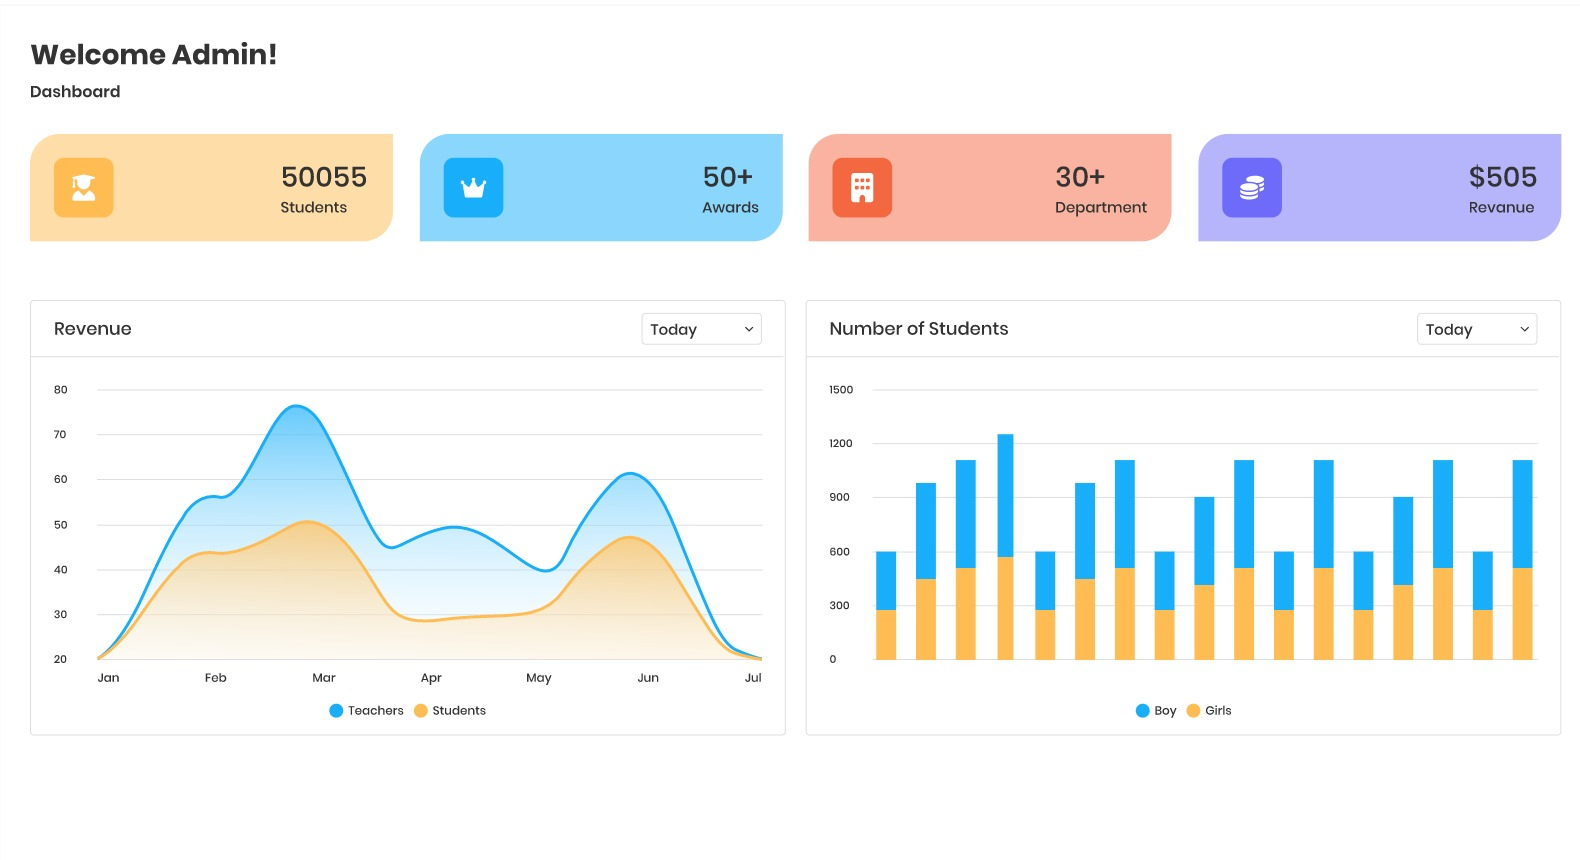 Welcome Admin!
Dashboard
50055
Students
50+
Awards
30+
Department
$505
Revanue
Revenue
Today
80
70
60
50
40
30
20
Jan Feb Mar Apr May Jun Jul
Teachers Students
Number of Students
Today
1500
1200
900
600
300
0
Boy Girls